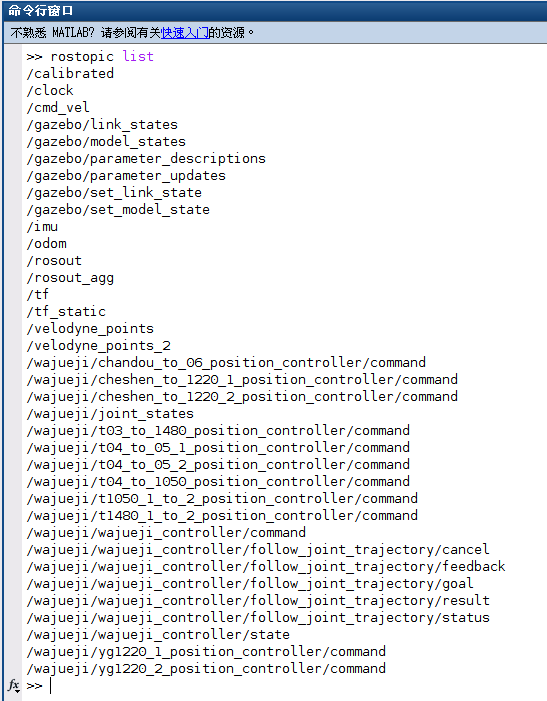 命令行窗口
不熟悉 MATLAB? 请参阅有关快速入门的资源。
>> rostopic list
/calibrated
/clock
/cmd_vel
/gazebo/link_states
/gazebo/model_states
/gazebo/parameter_descriptions
/gazebo/parameter_updates
/gazebo/set_link_state
/gazebo/set_model_state
/imu
/odom
/rosout
/rosout_agg
/tf
/tf_static
/velodyne_points
/velodyne_points_2
/wajueji/chandou_to_06_position_controller/command
/wajueji/cheshen_to_1220_1_position_controller/command
/wajueji/cheshen_to_1220_2_position_controller/command
/wajueji/joint_states
/wajueji/t03_to_1480_position_controller/command
/wajueji/t04_to_05_1_position_controller/command
/wajueji/t04_to_05_2_position_controller/command
/wajueji/t04_to_1050_position_controller/command
/wajueji/t1050_1_to_2_position_controller/command
/wajueji/t1480_1_to_2_position_controller/command
/wajueji/wajueji_controller/command
/wajueji/wajueji_controller/follow_joint_trajectory/cancel
/wajueji/wajueji_controller/follow_joint_trajectory/feedback
/wajueji/wajueji_controller/follow_joint_trajectory/goal
/wajueji/wajueji_controller/follow_joint_trajectory/result
/wajueji/wajueji_controller/follow_joint_trajectory/status
/wajueji/wajueji_controller/state
/wajueji/yg1220_1_position_controller/command
/wajueji/yg1220_2_position_controller/command
fx >>